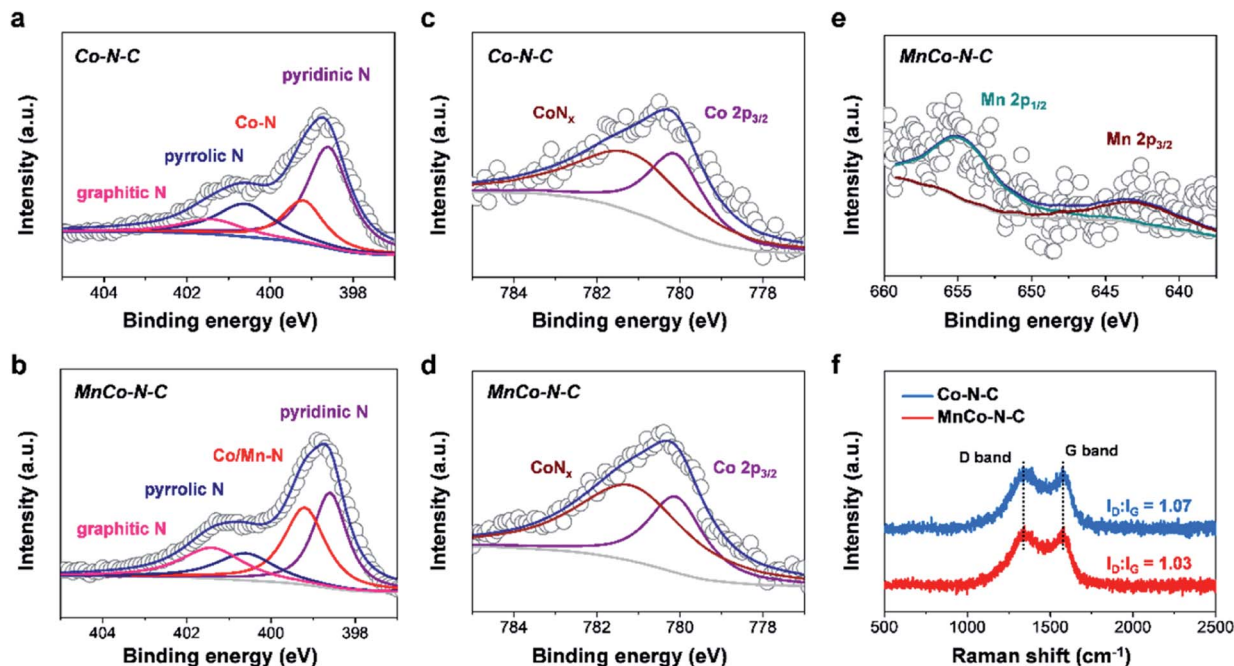 a
Co-N-C
pyridinic N
Co-N
pyrrolic N
graphitic N
Intensity (a.u.)
404 402 400 398
Binding energy (eV)
c
Co-N-C
CoNₓ
Co 2p₃/₂
Intensity (a.u.)
784 782 780 778
Binding energy (eV)
e
MnCo-N-C
Mn 2p₁/₂
Mn 2p₃/₂
Intensity (a.u.)
660 655 650 645 640
Binding energy (eV)
b
MnCo-N-C
pyridinic N
Co/Mn-N
pyrrolic N
graphitic N
Intensity (a.u.)
404 402 400 398
Binding energy (eV)
d
MnCo-N-C
CoNₓ
Co 2p₃/₂
Intensity (a.u.)
784 782 780 778
Binding energy (eV)
f
Co-N-C
MnCo-N-C
D band
G band
I_D:I_G = 1.07
I_D:I_G = 1.03
Intensity (a.u.)
500 1000 1500 2000 2500
Raman shift (cm⁻¹)